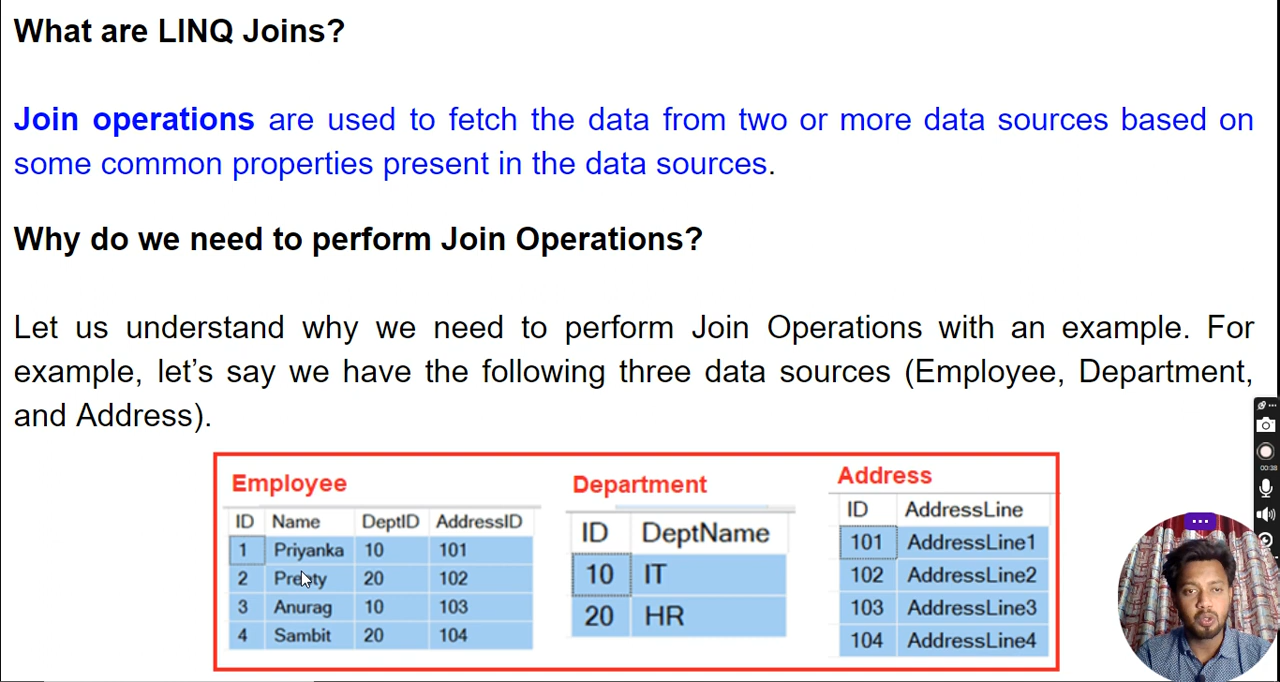 What are LINQ Joins?
Join operations are used to fetch the data from two or more data sources based on
some common properties present in the data sources.
Why do we need to perform Join Operations?
Let us understand why we need to perform Join Operations with an example. For
example, let's say we have the following three data sources (Employee, Department,
and Address).
Employee
ID Name DeptID AddressID
1 Priyanka 10 101
2 20 102
3 Anurag 10 103
4 Sambit 20 104
Department
ID DeptName
10 IT
20 HR
Address
ID AddressLine
101 AddressLine1
102 AddressLine2
103 AddressLine3
104 AddressLine4
00:38